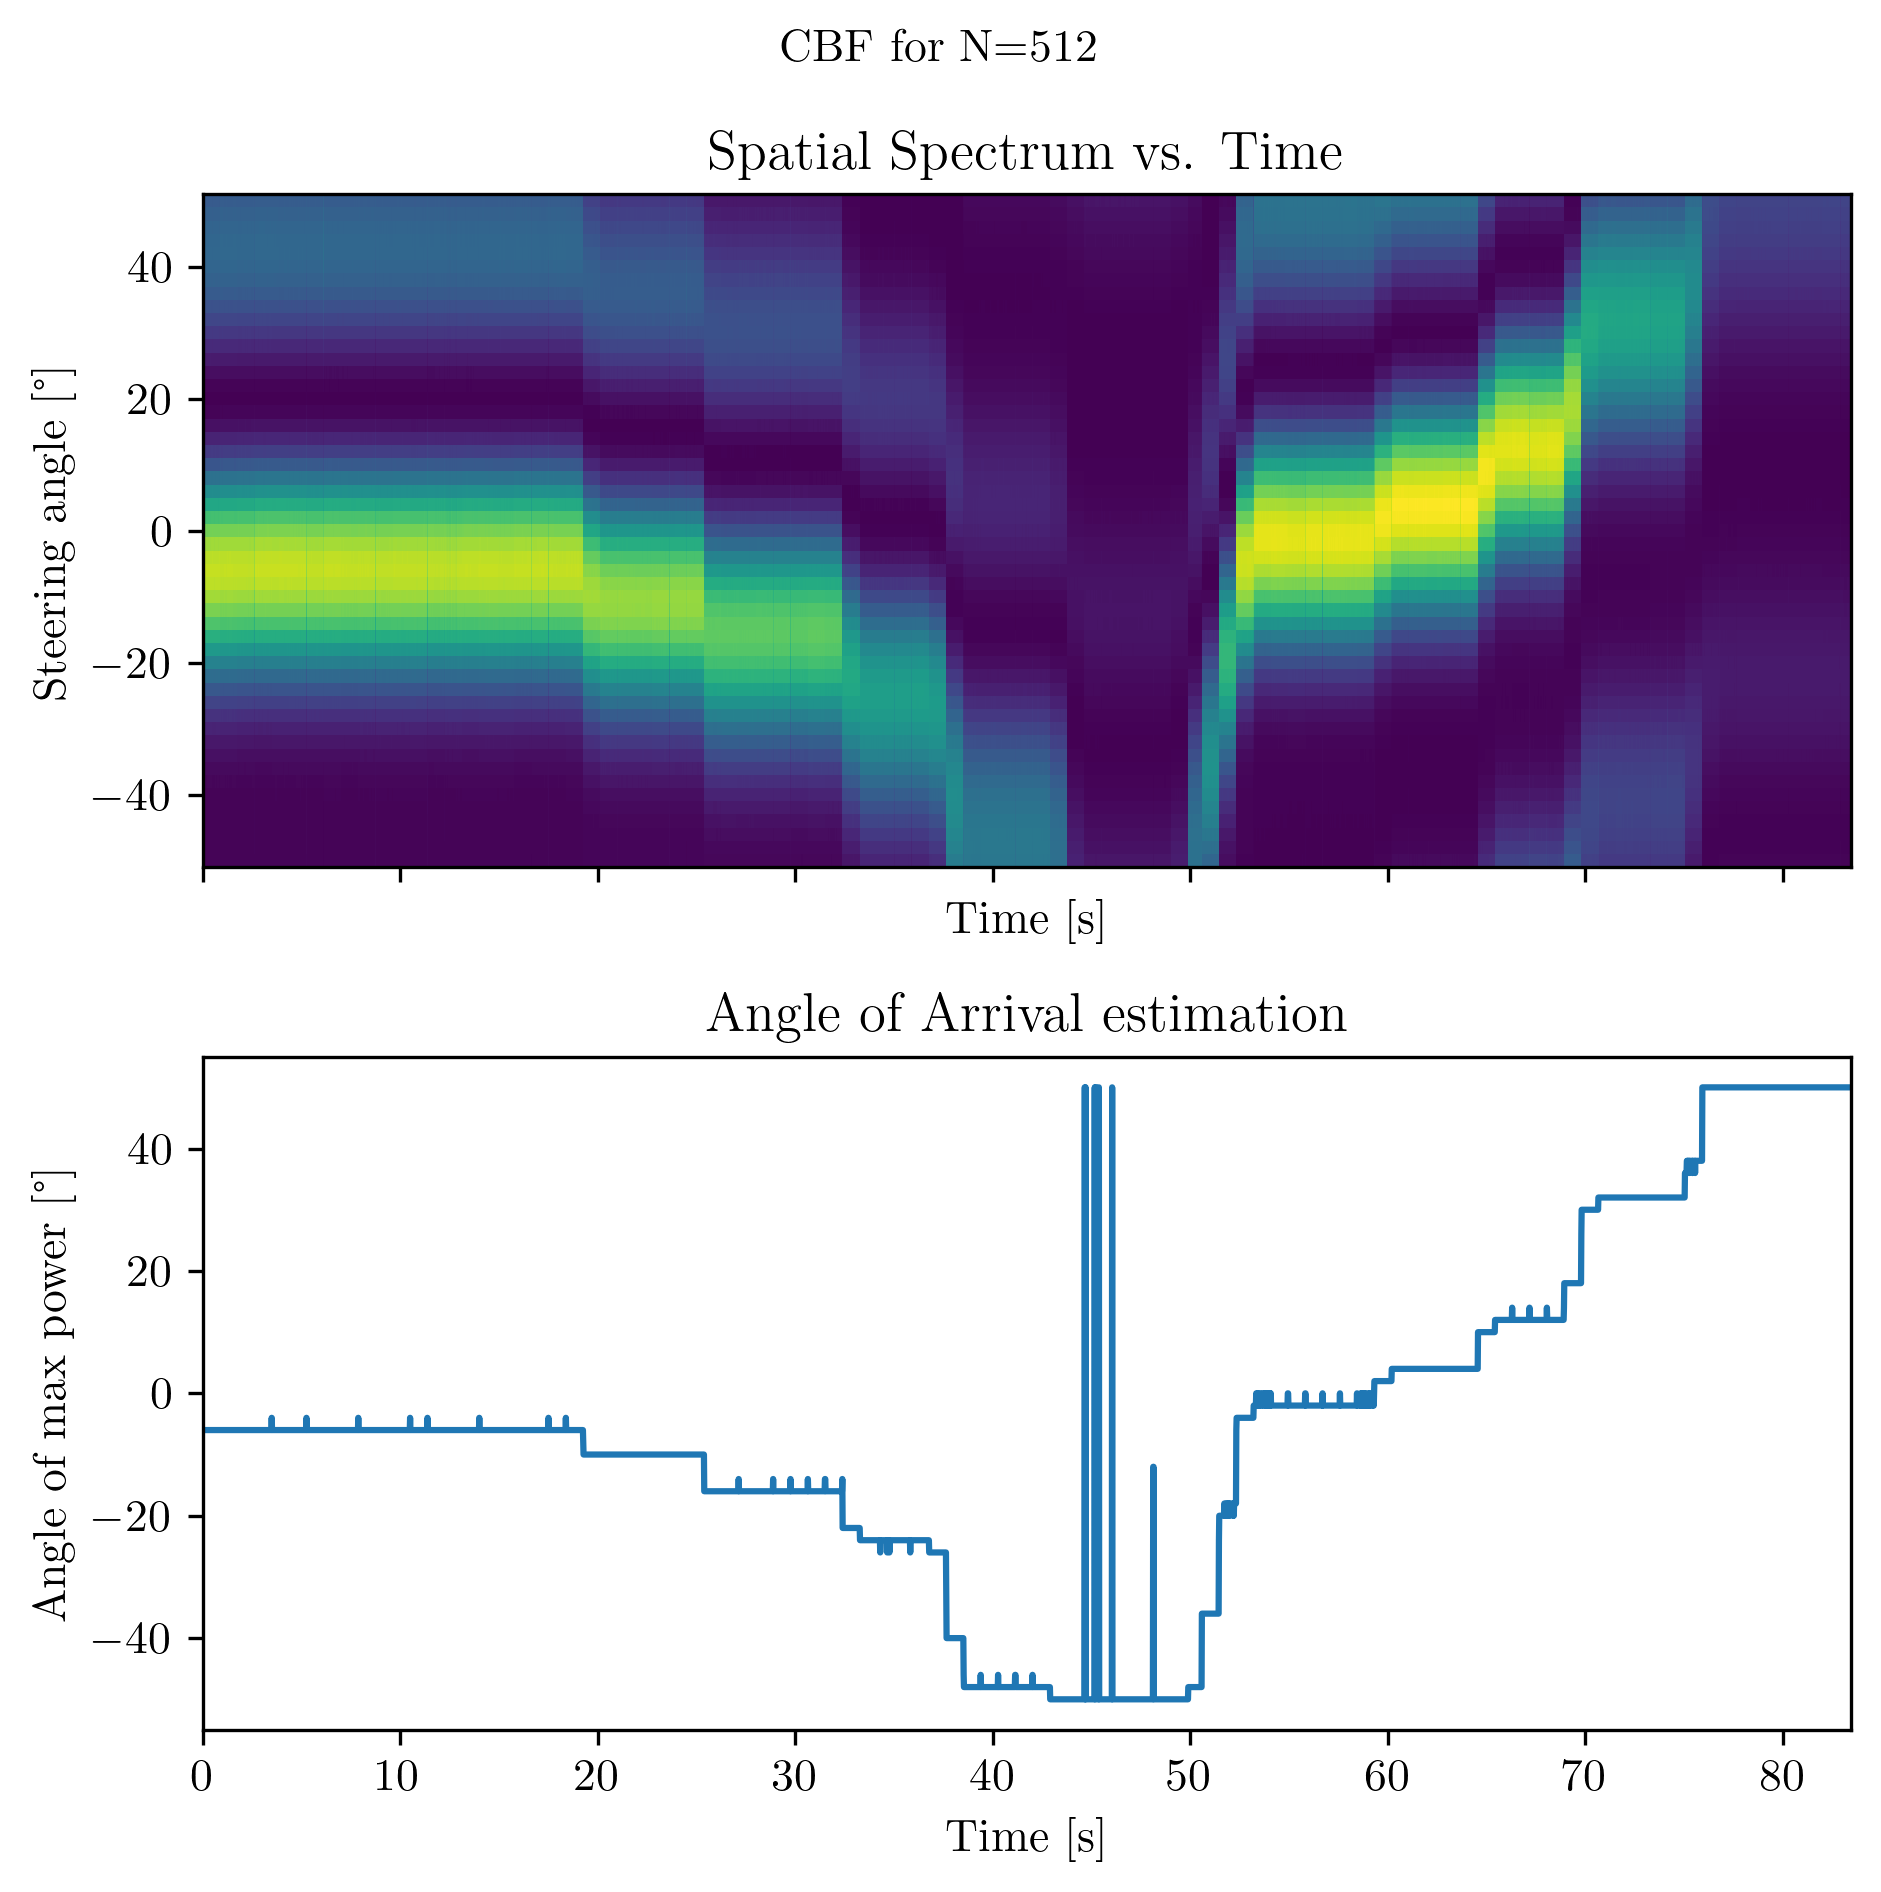 CBF for N=512
Spatial Spectrum vs. Time
Steering angle [°]
40
20
0
−20
−40
Time [s]
Angle of Arrival estimation
Angle of max power [°]
40
20
0
−20
−40
0 10 20 30 40 50 60 70 80
Time [s]